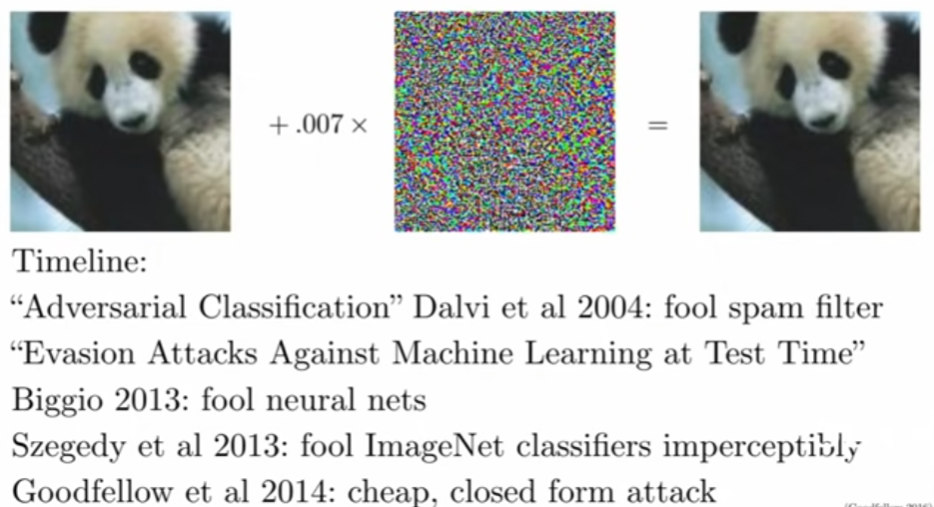 + .007 ×
=
Timeline:
“Adversarial Classification” Dalvi et al 2004: fool spam filter
“Evasion Attacks Against Machine Learning at Test Time”
Biggio 2013: fool neural nets
Szegedy et al 2013: fool ImageNet classifiers imperceptibly
Goodfellow et al 2014: cheap, closed form attack
(Goodfellow 2016)